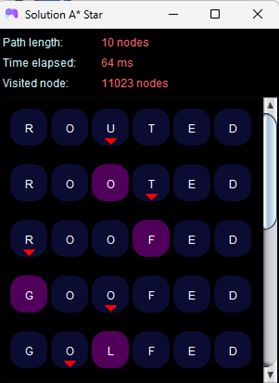 Solution A* Star
Path length: 10 nodes
Time elapsed: 64 ms
Visited node: 11023 nodes
R O U T E D
R O O T E D
R O O F E D
G O O F E D
G O L F E D